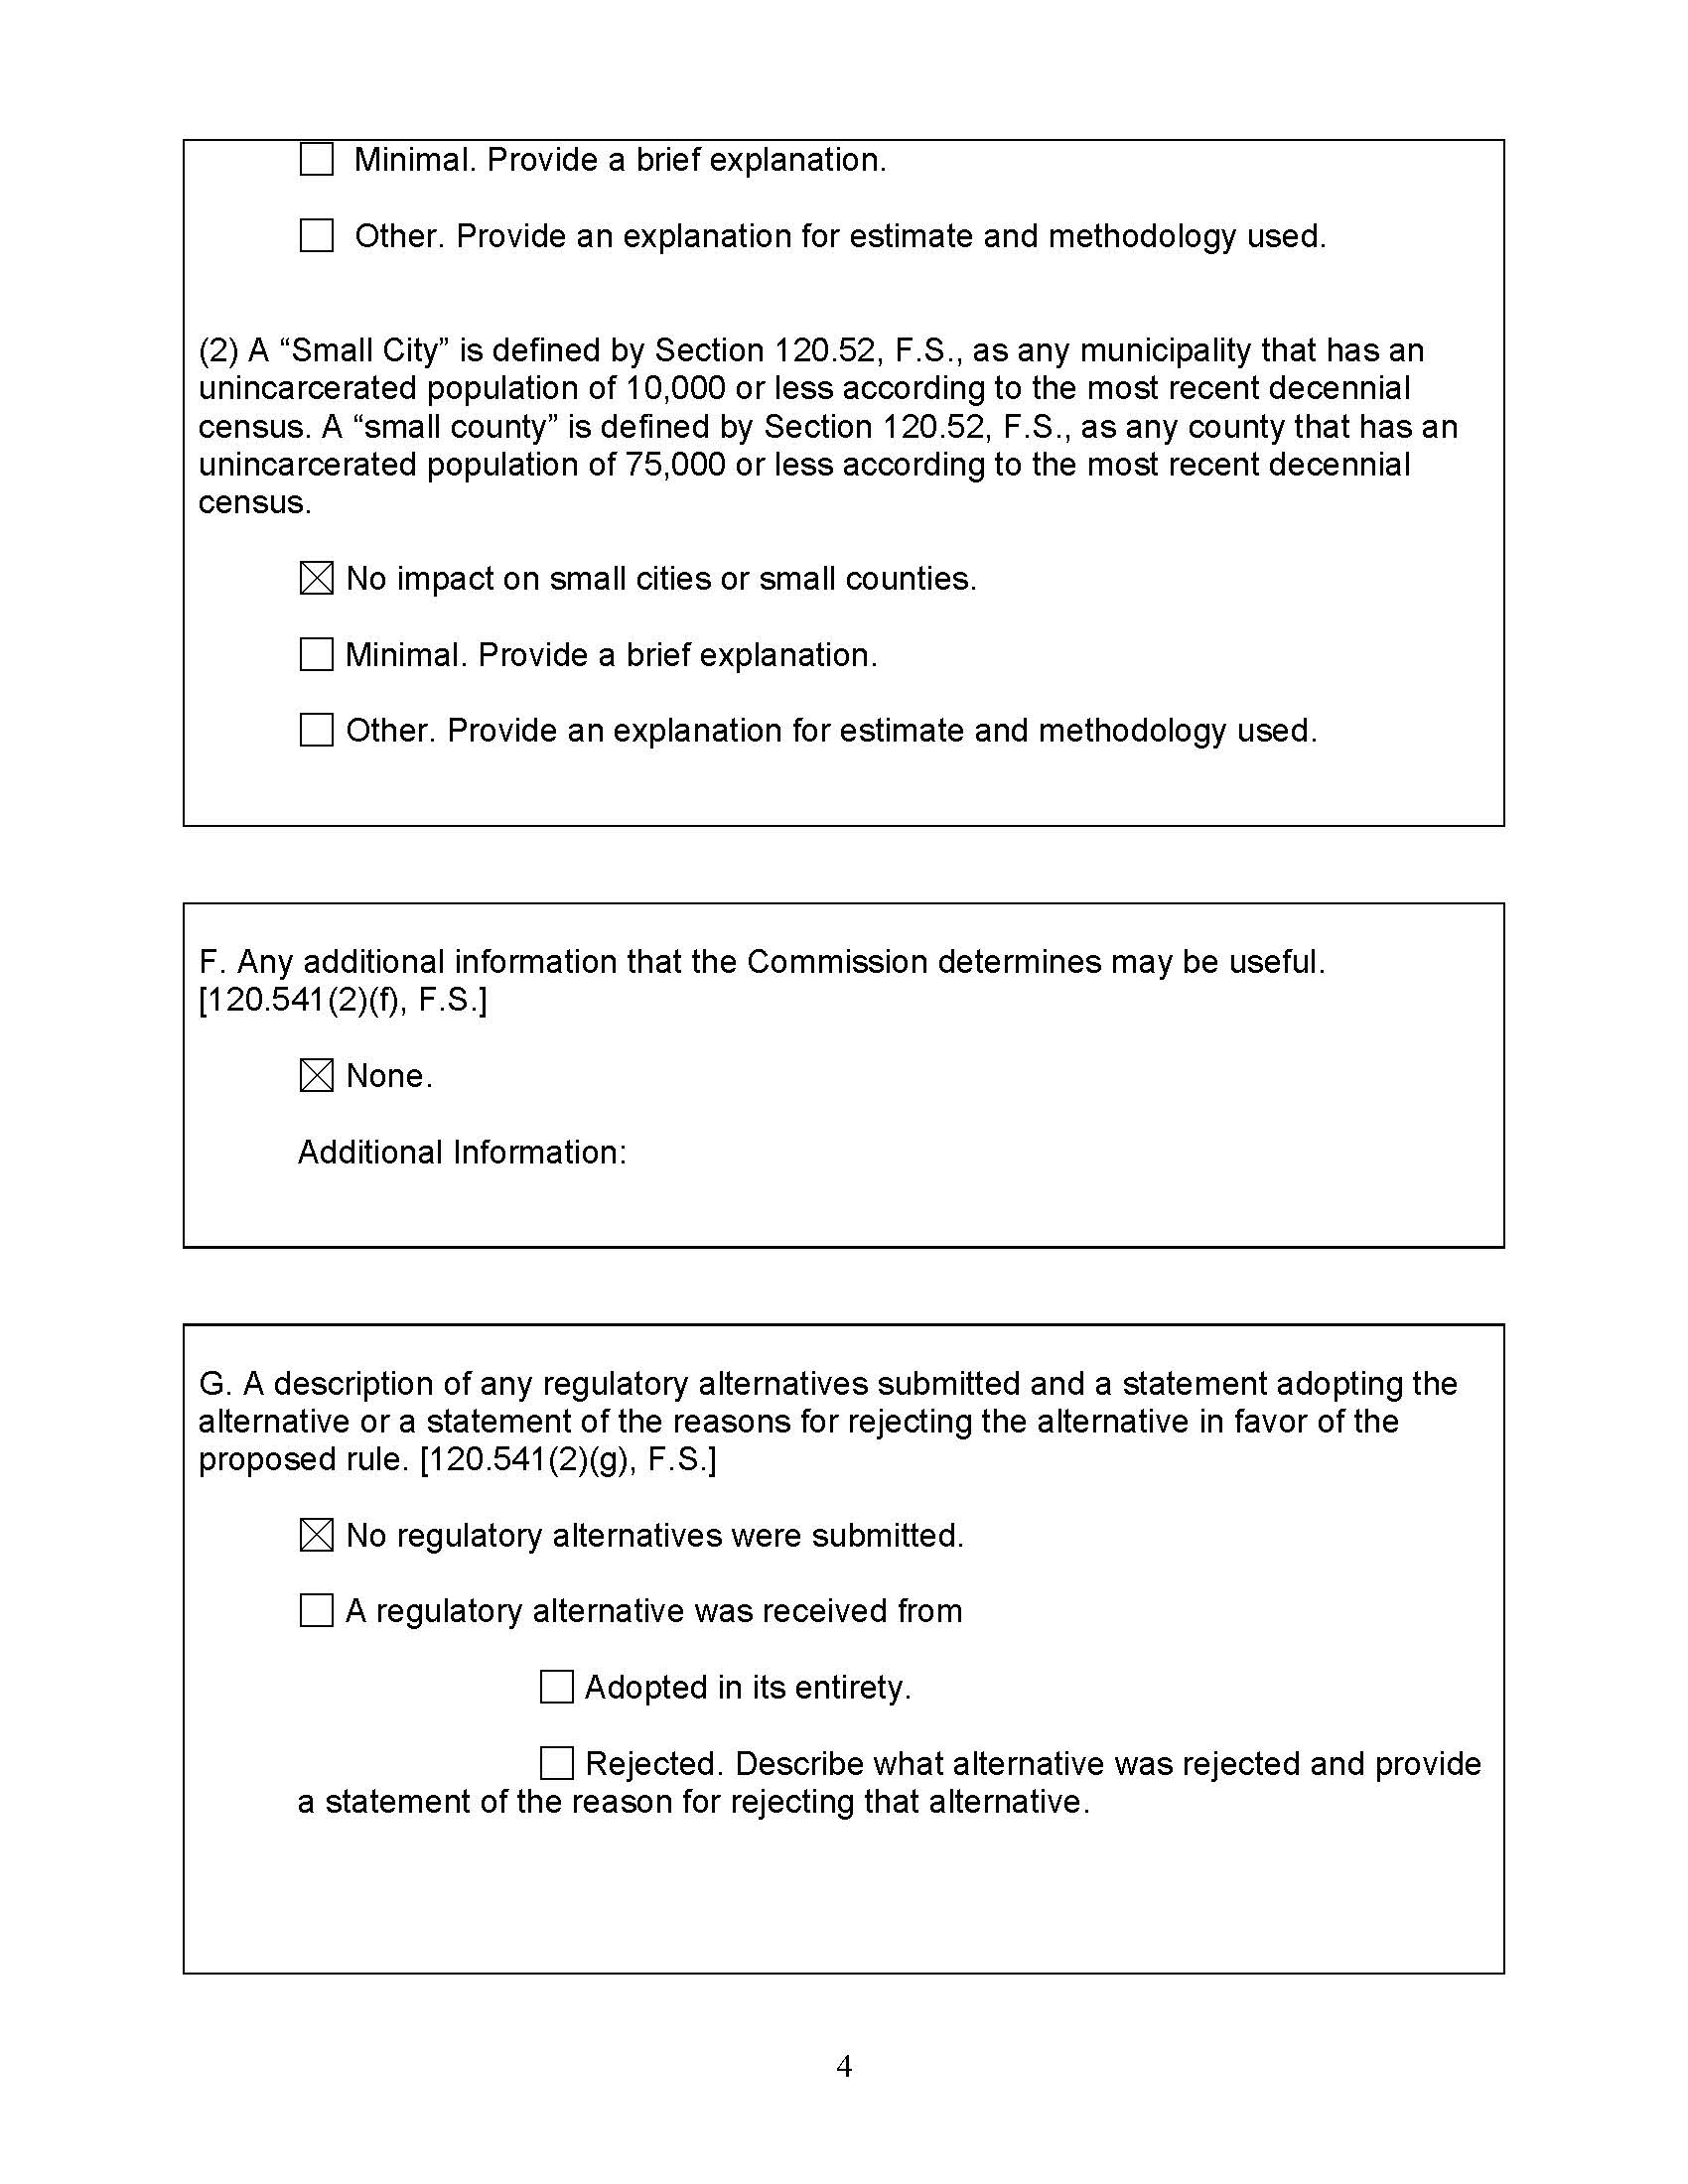 ☐ Minimal. Provide a brief explanation.
☐ Other. Provide an explanation for estimate and methodology used.
(2) A “Small City” is defined by Section 120.52, F.S., as any municipality that has an
unincarcerated population of 10,000 or less according to the most recent decennial
census. A “small county” is defined by Section 120.52, F.S., as any county that has an
unincarcerated population of 75,000 or less according to the most recent decennial
census.
☒ No impact on small cities or small counties.
☐ Minimal. Provide a brief explanation.
☐ Other. Provide an explanation for estimate and methodology used.
F. Any additional information that the Commission determines may be useful.
[120.541(2)(f), F.S.]
☒ None.
Additional Information:
G. A description of any regulatory alternatives submitted and a statement adopting the
alternative or a statement of the reasons for rejecting the alternative in favor of the
proposed rule. [120.541(2)(g), F.S.]
☒ No regulatory alternatives were submitted.
☐ A regulatory alternative was received from
☐ Adopted in its entirety.
☐ Rejected. Describe what alternative was rejected and provide
a statement of the reason for rejecting that alternative.
4